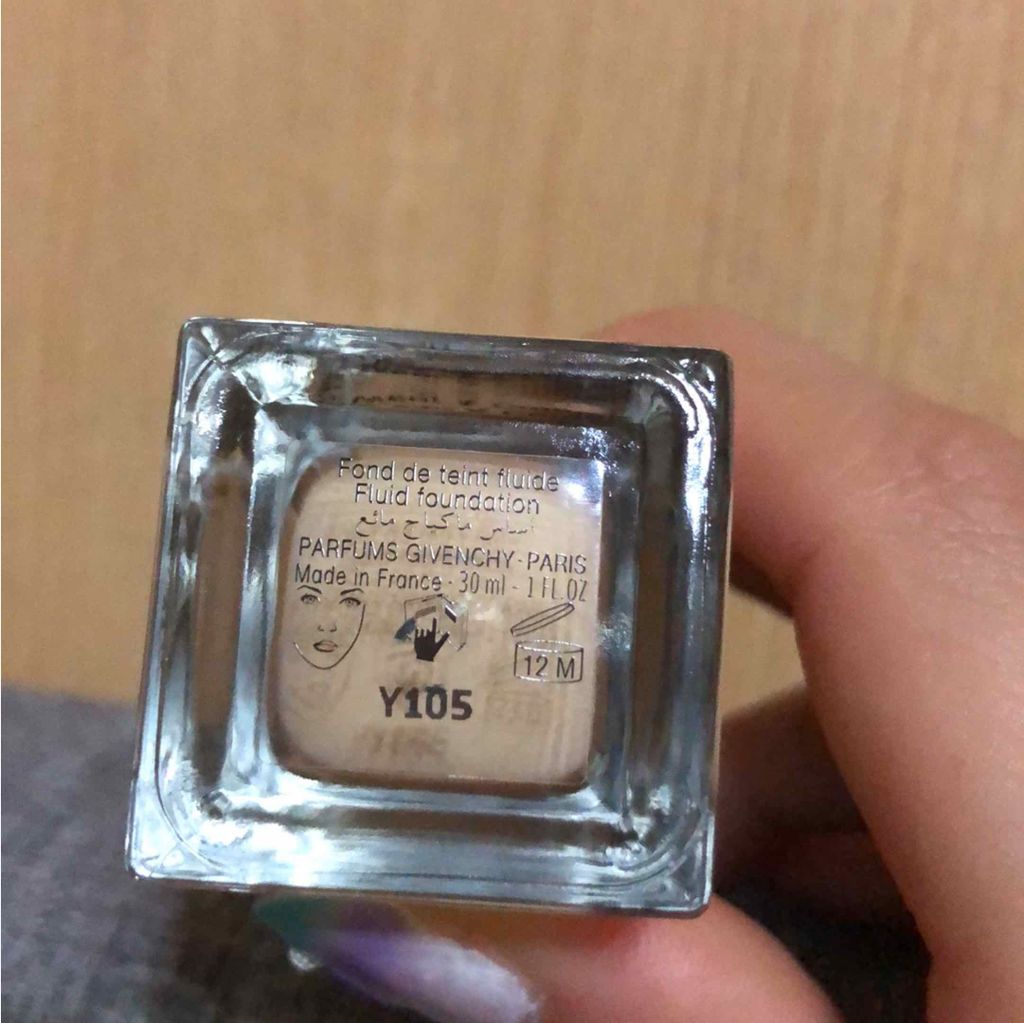 Fond de teint fluide
Fluid foundation
أساس ماكياج مائع
PARFUMS GIVENCHY·PARIS
Made in France · 30 ml - 1 FL.OZ
12 M
Y105